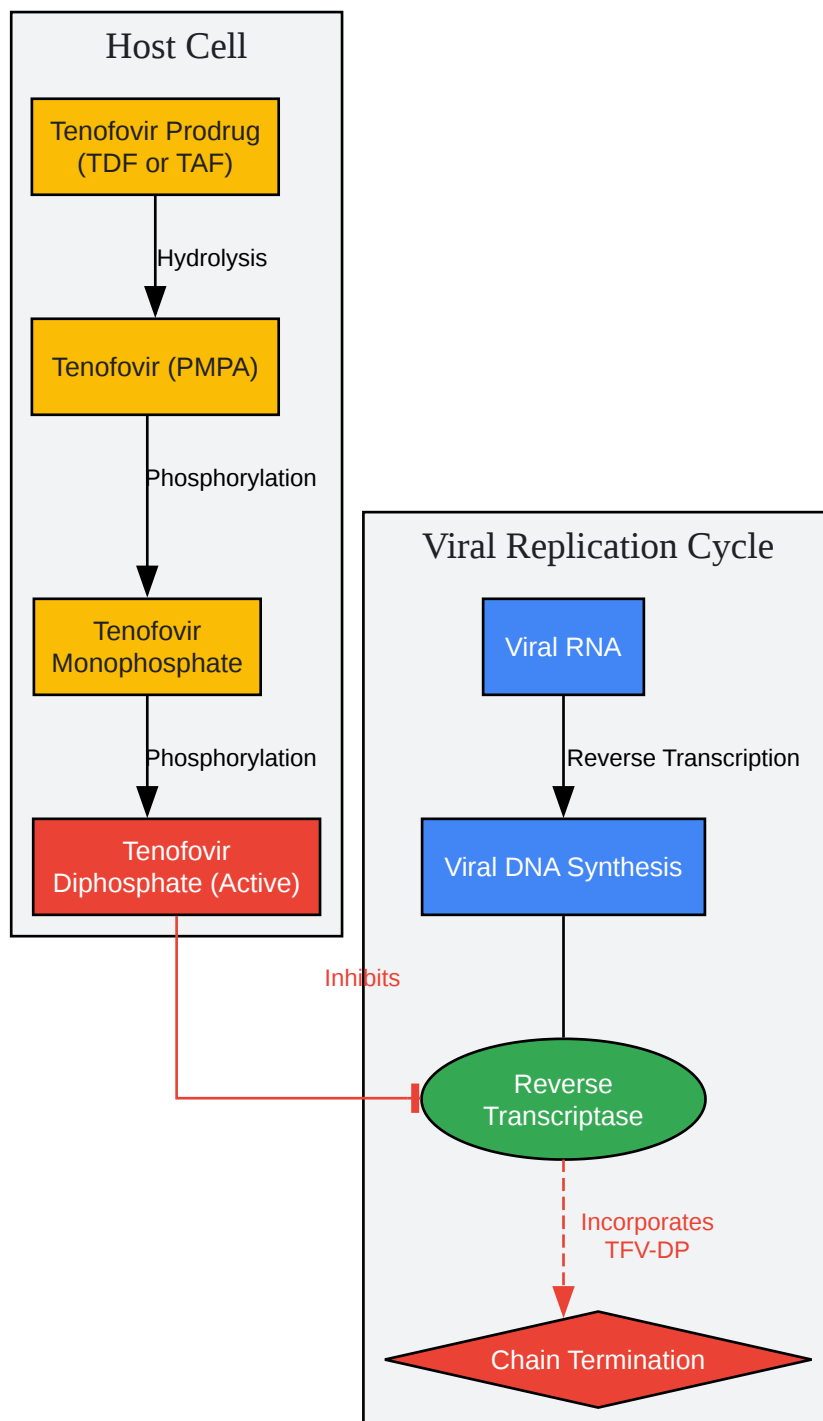 Host Cell
Tenofovir Prodrug
(TDF or TAF)
Hydrolysis
Tenofovir (PMPA)
Phosphorylation
Tenofovir
Monophosphate
Phosphorylation
Tenofovir
Diphosphate (Active)
Inhibits
Viral Replication Cycle
Viral RNA
Reverse Transcription
Viral DNA Synthesis
Reverse
Transcriptase
Incorporates
TFV-DP
Chain Termination